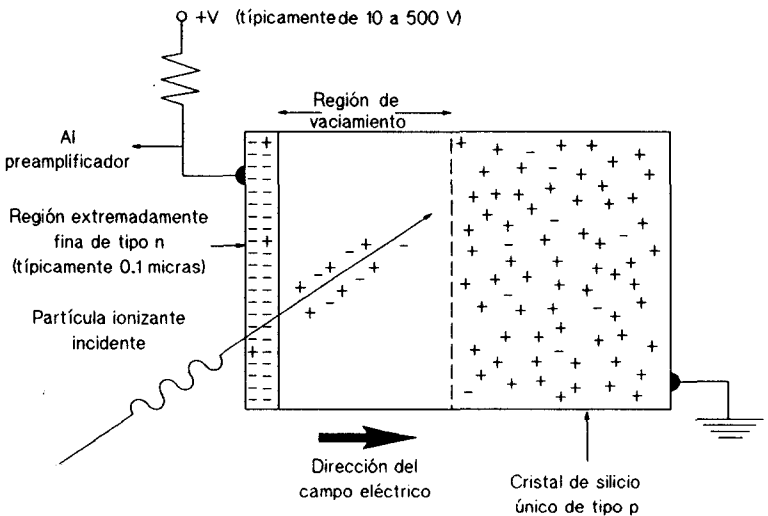 +V (típicamente de 10 a 500 V)
Región de
vaciamiento
Al
preamplificador
Región extremadamente
fina de tipo n
(típicamente 0.1 micras)
Partícula ionizante
incidente
Dirección del
campo eléctrico
Cristal de silicio
único de tipo p